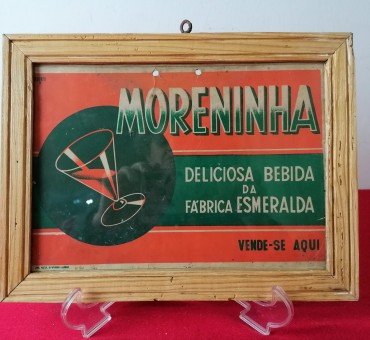 MORENINHA
DELICIOSA BEBIDA
DA
FÁBRICA ESMERALDA
VENDE-SE AQUI